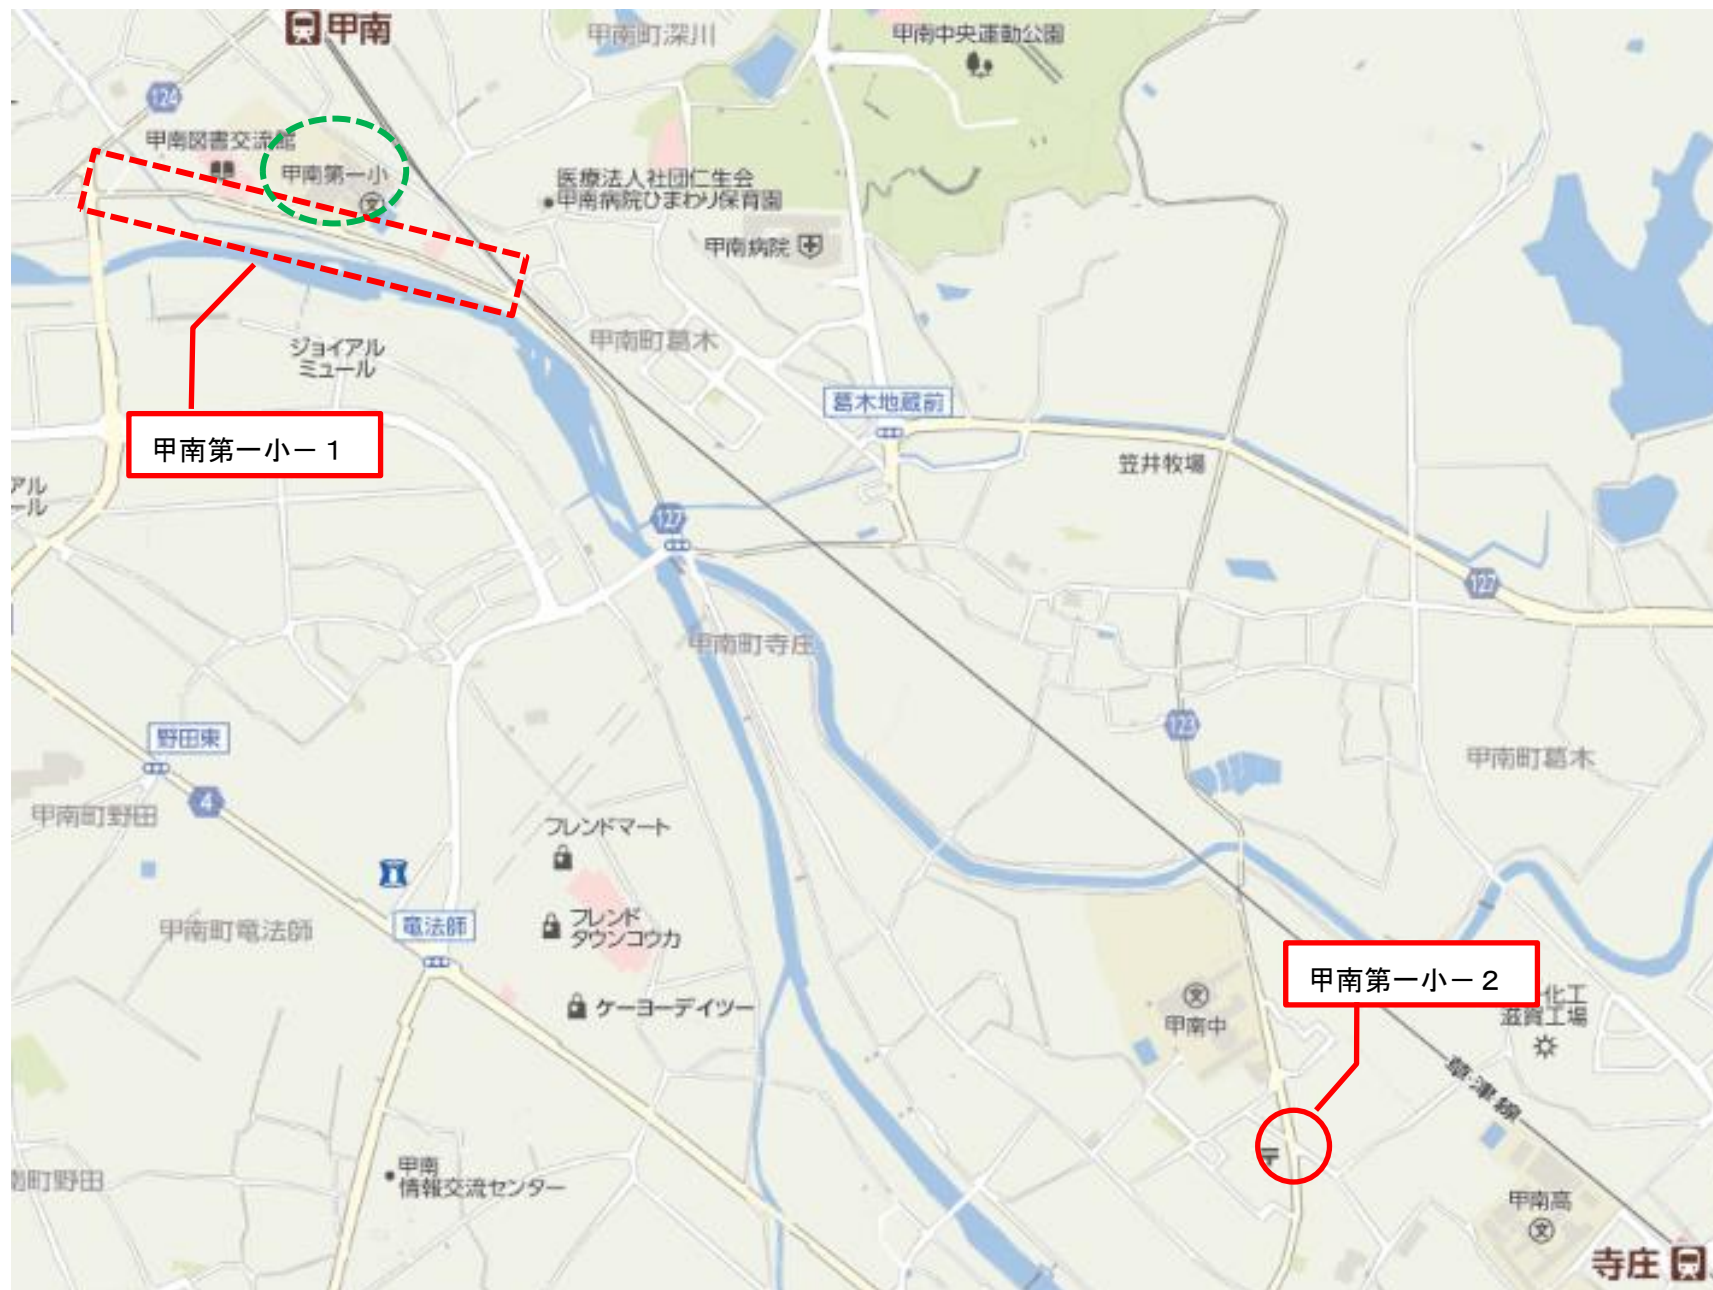 甲南
甲南町深川
甲南中央運動公園
124
甲南図書交流館
甲南第一小
医療法人社団仁生会
甲南病院ひまわり保育園
甲南病院
ジョイアル
ミュール
甲南町葛木
葛木地蔵前
甲南第一小－１
笠井牧場
アル
ール
127
127
甲南町寺庄
123
野田東
甲南町葛木
4
甲南町野田
フレンドマート
竜法師
甲南町竜法師
フレンド
タウンコウカ
甲南第一小－２
ケーヨーデイツー
甲南中
化工
滋賀工場
草津線
甲南
情報交流センター
南町野田
甲南高
寺庄